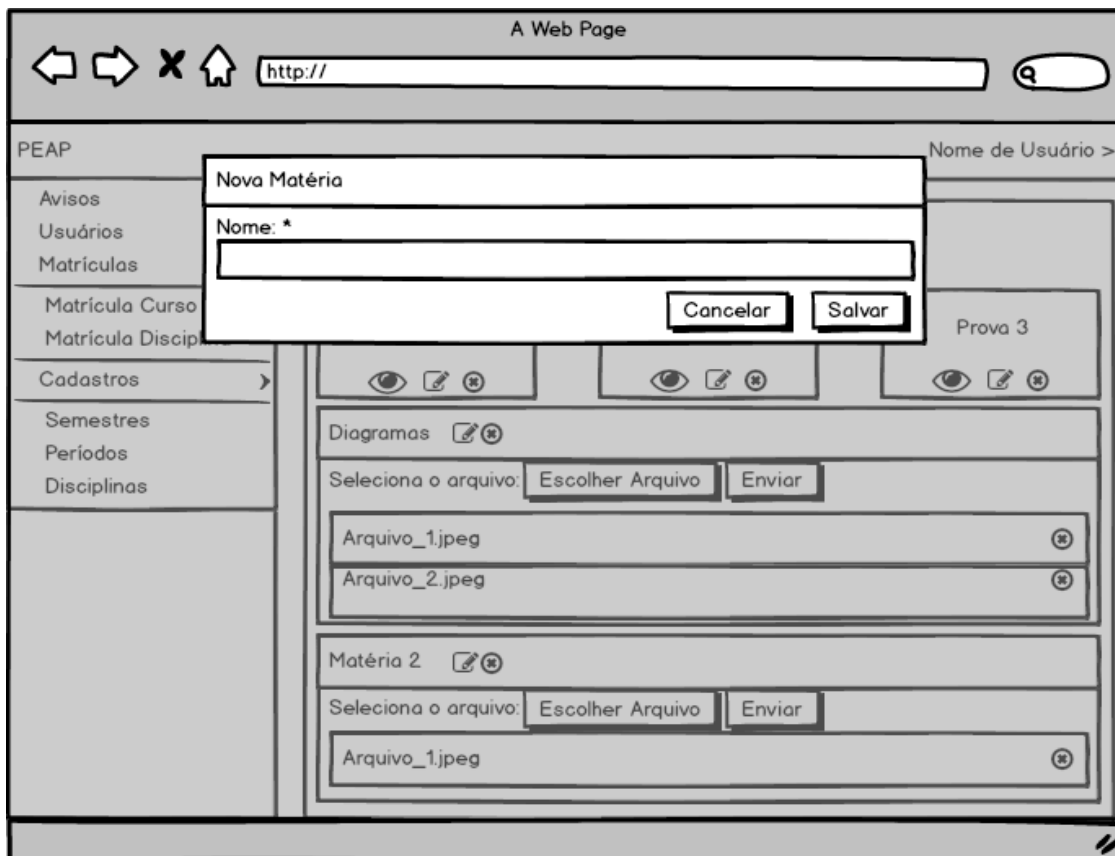 A Web Page
http://
PEAP
Nome de Usuário >
Nova Matéria
Nome: *
Cancelar
Salvar
Avisos
Usuários
Matrículas
Matrícula Curso
Matrícula Disciplina
Cadastros
Semestres
Períodos
Disciplinas
Prova 3
Diagramas
Seleciona o arquivo: Escolher Arquivo Enviar
Arquivo_1.jpeg
Arquivo_2.jpeg
Matéria 2
Seleciona o arquivo: Escolher Arquivo Enviar
Arquivo_1.jpeg